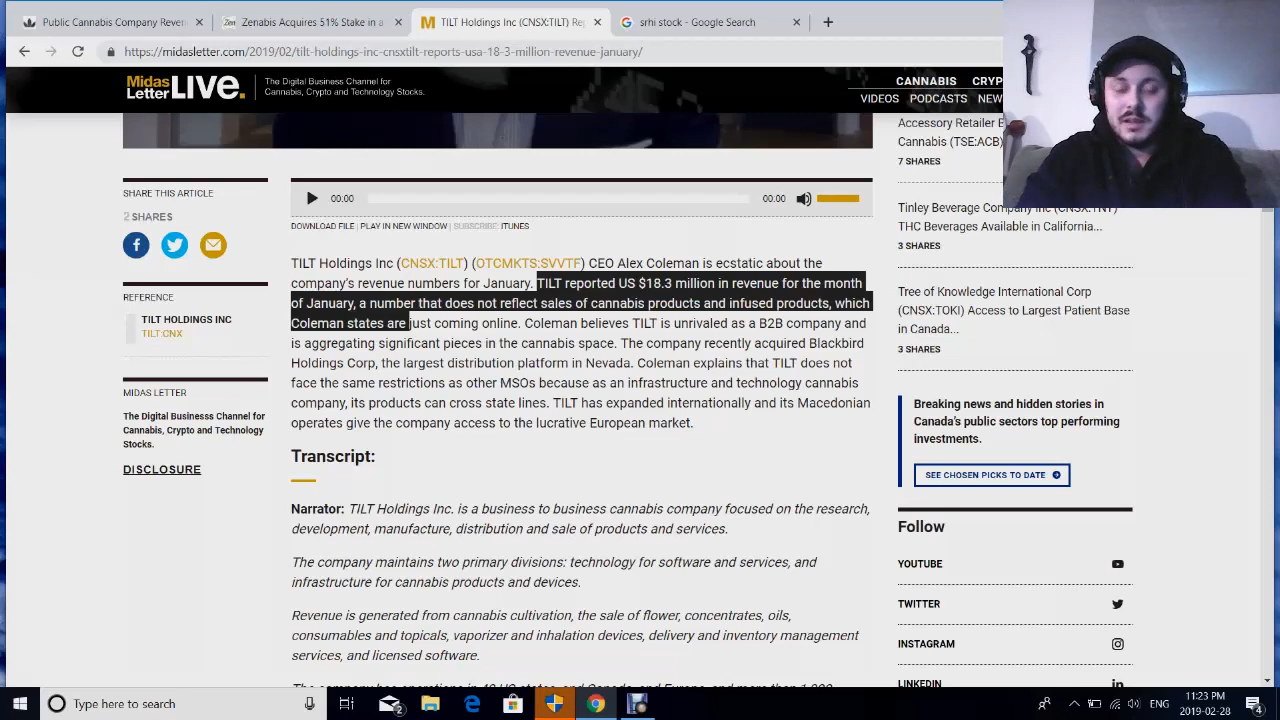 Public Cannabis Company Reven
Zenabis Acquires 51% Stake in a
TILT Holdings Inc (CNSX:TILT) Rep
srhi stock - Google Search
https://midasletter.com/2019/02/tilt-holdings-inc-cnsxtilt-reports-usa-18-3-million-revenue-january/
Midas
Letter
LIVE.
The Digital Business Channel for
Cannabis, Crypto and Technology Stocks.
CANNABIS
CRYP
VIDEOS
PODCASTS
NEW
SHARE THIS ARTICLE
2 SHARES
REFERENCE
TILT HOLDINGS INC
TILT:CNX
MIDAS LETTER
The Digital Businesss Channel for
Cannabis, Crypto and Technology
Stocks.
DISCLOSURE
00:00
00:00
DOWNLOAD FILE | PLAY IN NEW WINDOW | SUBSCRIBE: ITUNES
TILT Holdings Inc (CNSX:TILT) (OTCMKTS:SVVTF) CEO Alex Coleman is ecstatic about the
company's revenue numbers for January. TILT reported US $18.3 million in revenue for the month
of January, a number that does not reflect sales of cannabis products and infused products, which
Coleman states are just coming online. Coleman believes TILT is unrivaled as a B2B company and
is aggregating significant pieces in the cannabis space. The company recently acquired Blackbird
Holdings Corp, the largest distribution platform in Nevada. Coleman explains that TILT does not
face the same restrictions as other MSOs because as an infrastructure and technology cannabis
company, its products can cross state lines. TILT has expanded internationally and its Macedonian
operates give the company access to the lucrative European market.
Transcript:
Narrator: TILT Holdings Inc. is a business to business cannabis company focused on the research,
development, manufacture, distribution and sale of products and services.
The company maintains two primary divisions: technology for software and services, and
infrastructure for cannabis products and devices.
Revenue is generated from cannabis cultivation, the sale of flower, concentrates, oils,
consumables and topicals, vaporizer and inhalation devices, delivery and inventory management
services, and licensed software.
Accessory Retailer
Cannabis (TSE:ACB)
7 SHARES
Tinley Beverage Company Inc (CNSX:TNY)
THC Beverages Available in California...
3 SHARES
Tree of Knowledge International Corp
(CNSX:TOKI) Access to Largest Patient Base
in Canada...
3 SHARES
Breaking news and hidden stories in
Canada's public sectors top performing
investments.
SEE CHOSEN PICKS TO DATE
Follow
YOUTUBE
TWITTER
INSTAGRAM
LINKEDIN
Type here to search
2
ENG
11:23 PM
2019-02-28
4